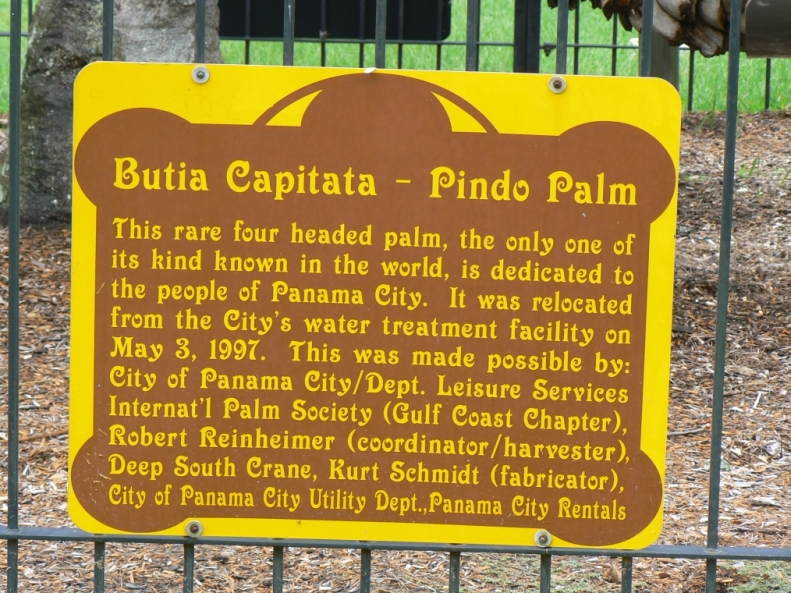 Butia Capitata - Pindo Palm
This rare four headed palm, the only one of
its kind known in the world, is dedicated to
the people of Panama City. It was relocated
from the City's water treatment facility on
May 3, 1997. This was made possible by:
City of Panama City/Dept. Leisure Services
Internat'l Palm Society (Gulf Coast Chapter),
Robert Reinheimer (coordinator/harvester),
Deep South Crane, Kurt Schmidt (fabricator),
City of Panama City Utility Dept.,Panama City Rentals